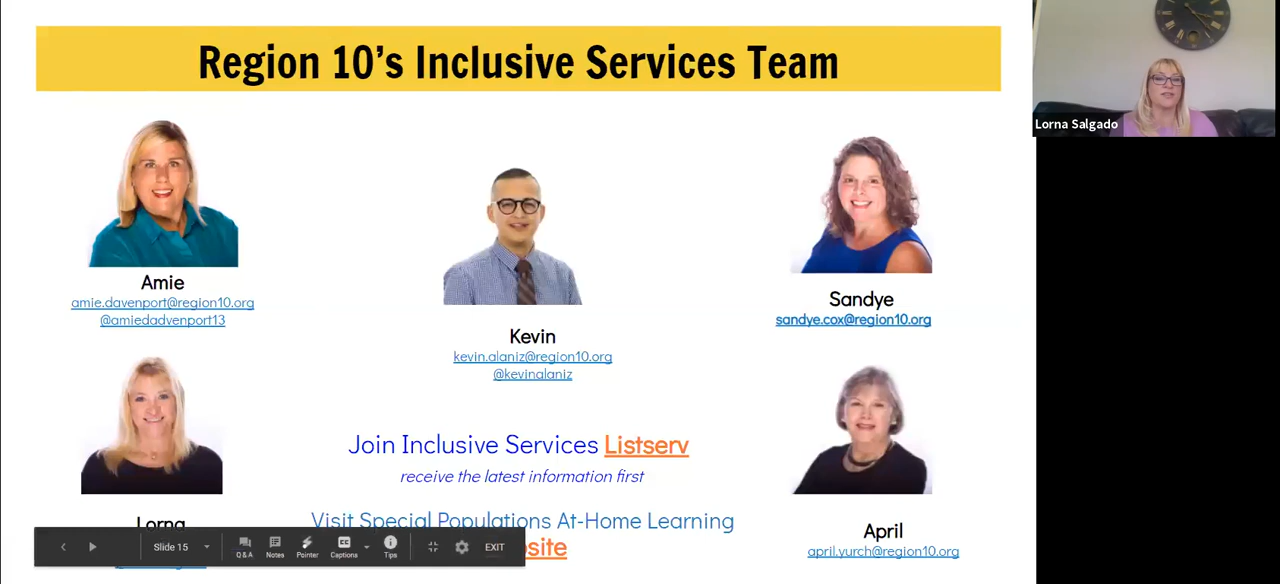 Region 10's Inclusive Services Team
Lorna Salgado
Amie
amie.davenport@region10.org
@amiedadvenport13
Kevin
kevin.alaniz@region10.org
@kevinalaniz
Sandye
sandye.cox@region10.org
Join Inclusive Services Listserv
receive the latest information first
Visit Special Populations At-Home Learning
Lorna
April
april.yurch@region10.org
Slide 15
Q&A
Notes
Pointer
Captions
Tips
EXIT